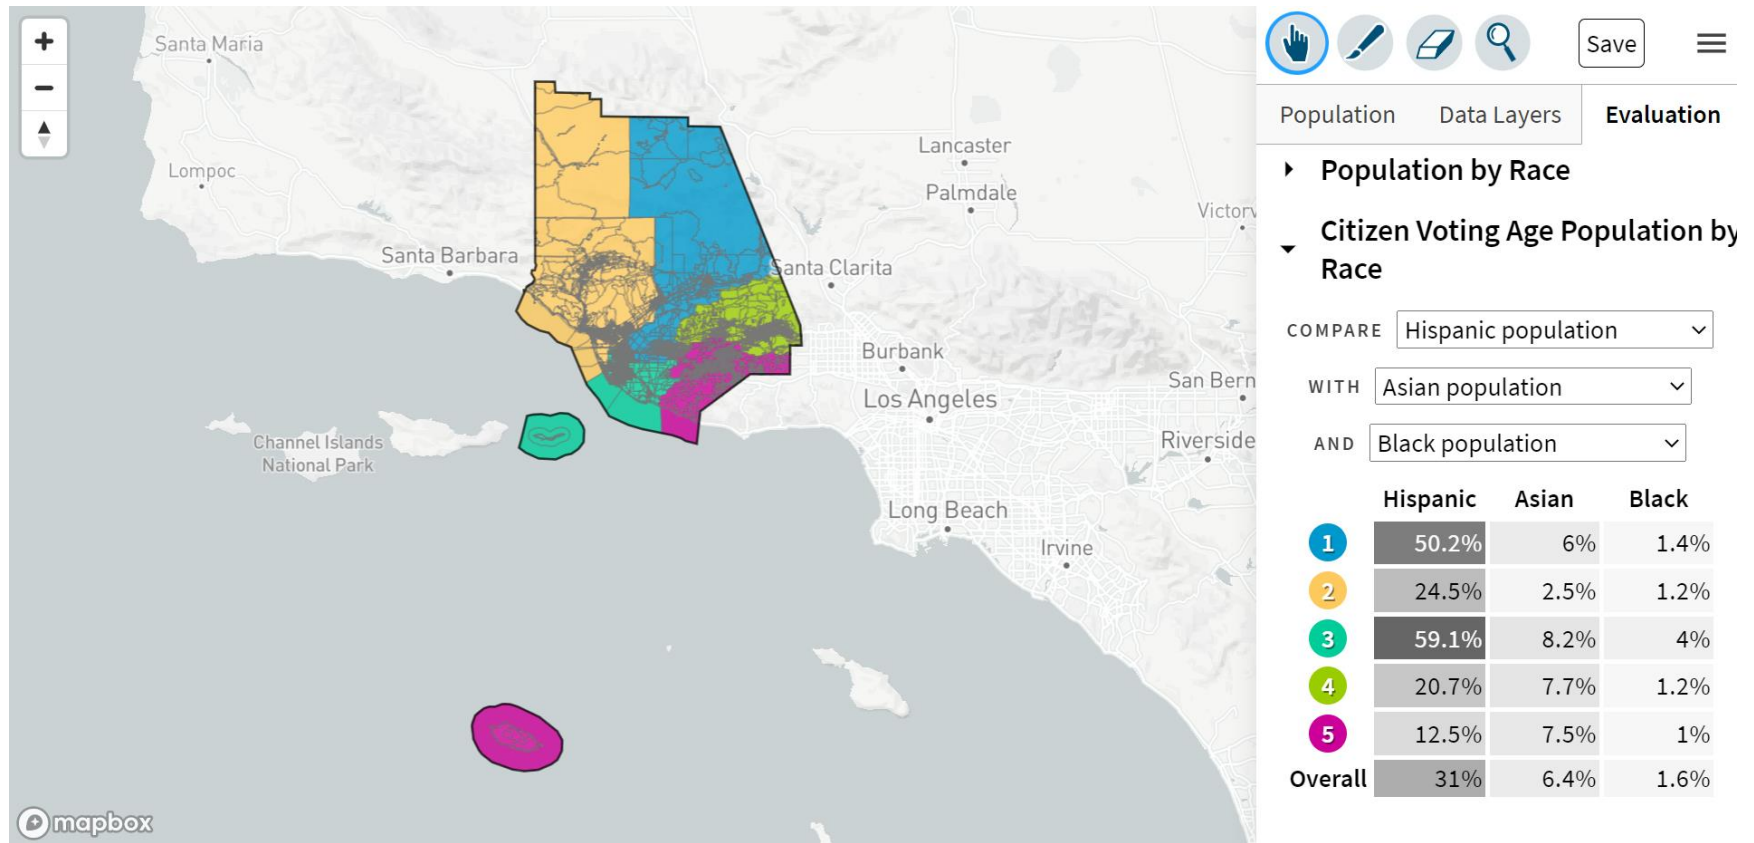 Santa Maria
Lompoc
Santa Barbara
Channel Islands
National Park
Lancaster
Palmdale
Victorv
Santa Clarita
Burbank
Los Angeles
San Bern
Riverside
Long Beach
Irvine
mapbox
Save
Population Data Layers Evaluation
Population by Race
Citizen Voting Age Population by
Race
COMPARE Hispanic population
WITH Asian population
AND Black population
Hispanic Asian Black
1 50.2% 6% 1.4%
2 24.5% 2.5% 1.2%
3 59.1% 8.2% 4%
4 20.7% 7.7% 1.2%
5 12.5% 7.5% 1%
Overall 31% 6.4% 1.6%